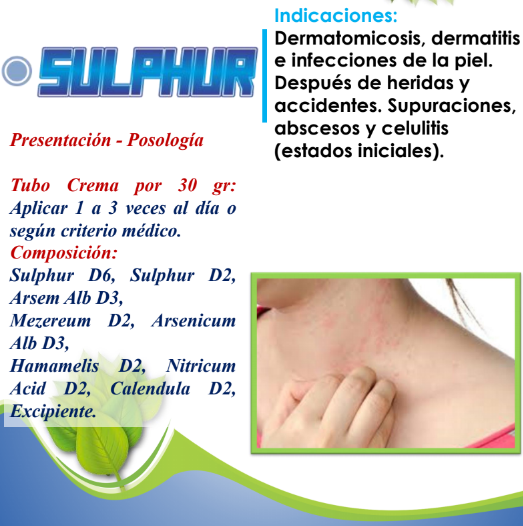 SULPHUR
Presentación - Posología
Tubo Crema por 30 gr:
Aplicar 1 a 3 veces al día o
según criterio médico.
Composición:
Sulphur D6, Sulphur D2,
Arsem Alb D3,
Mezereum D2, Arsenicum
Alb D3,
Hamamelis D2, Nitricum
Acid D2, Calendula D2,
Excipiente.
Indicaciones:
Dermatomicosis, dermatitis
e infecciones de la piel.
Después de heridas y
accidentes. Supuraciones,
abscesos y celulitis
(estados iniciales).